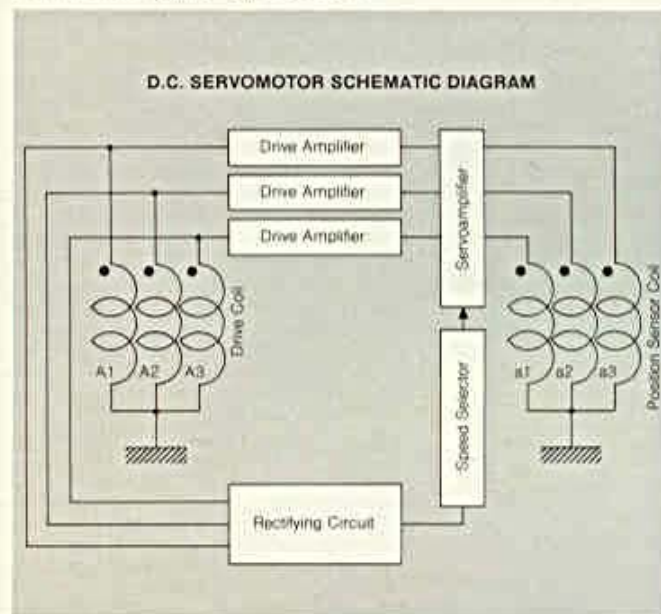 D.C. SERVOMOTOR SCHEMATIC DIAGRAM
Drive Amplifier
Drive Amplifier
Drive Amplifier
Servoamplifier
A1 A2 A3
Drive Coil
Speed Selector
a1 a2 a3
Position Sensor Coil
Rectifying Circuit